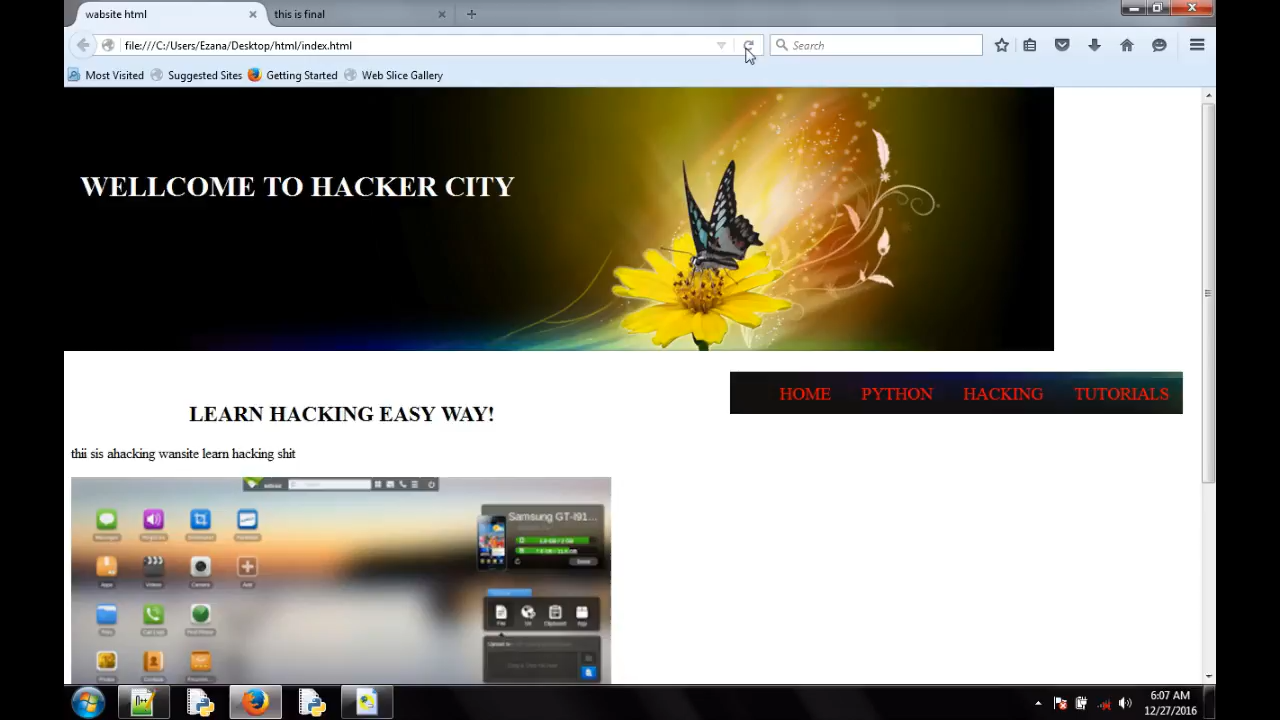 wabsite html
this is final
file:///C:/Users/Ezana/Desktop/html/index.html
Search
Most Visited
Suggested Sites
Getting Started
Web Slice Gallery
WELLCOME TO HACKER CITY
HOME PYTHON HACKING TUTORIALS
LEARN HACKING EASY WAY!
thii sis ahacking wansite learn hacking shit
Samsung GT-I91...
6:07 AM
12/27/2016